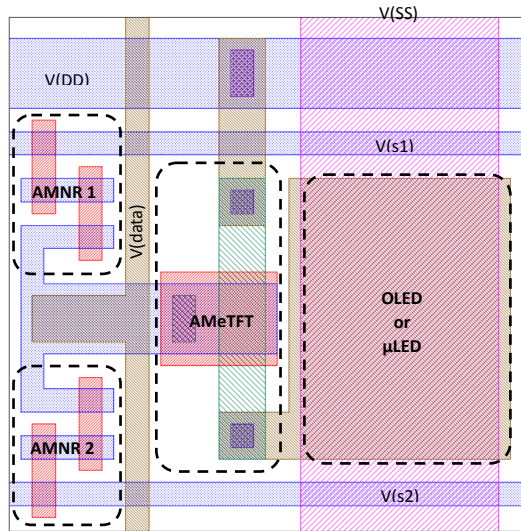 V(SS)
V(DD)
V(s1)
AMNR 1
V(data)
AMeTFT
OLED
or
µLED
AMNR 2
V(s2)